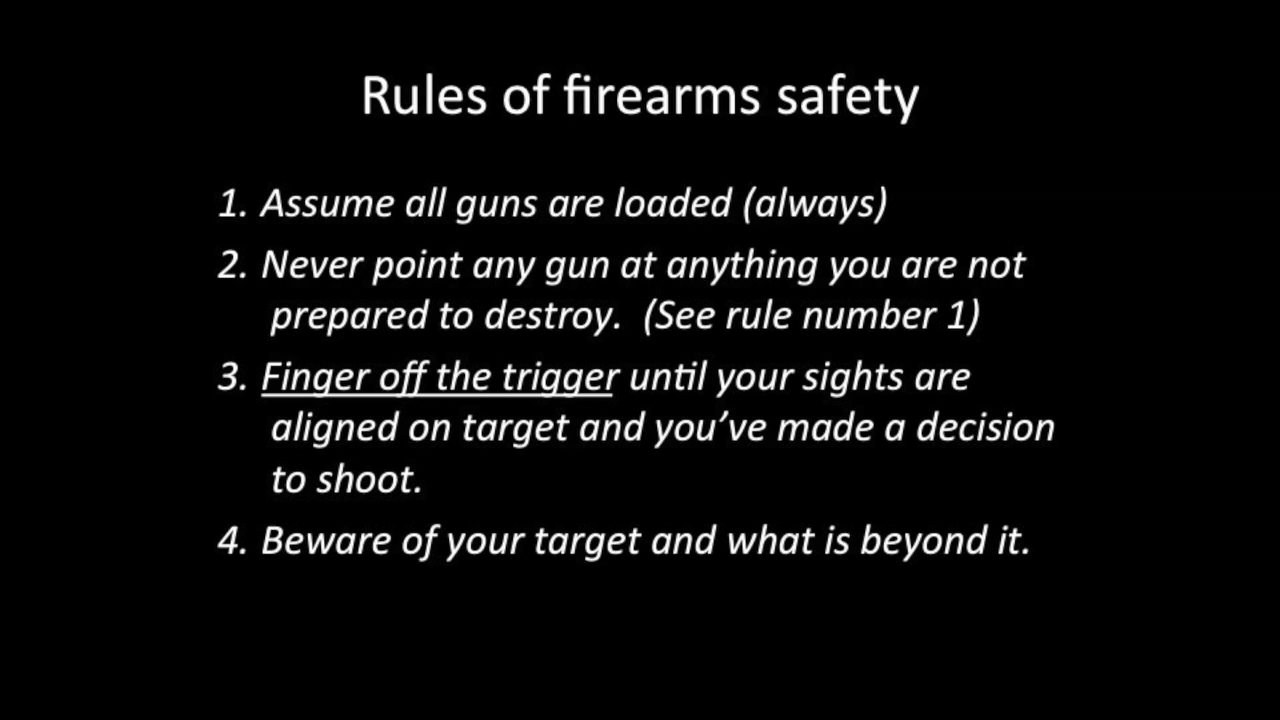 Rules of firearms safety
1. Assume all guns are loaded (always)
2. Never point any gun at anything you are not
prepared to destroy.  (See rule number 1)
3. Finger off the trigger until your sights are
aligned on target and you’ve made a decision
to shoot.
4. Beware of your target and what is beyond it.